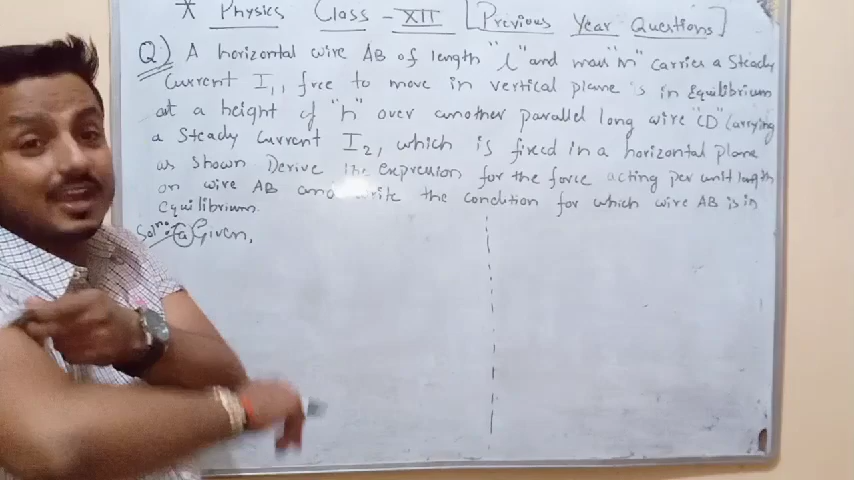 * Physics Class - XII [Previous Year Questions]
Q) A horizontal wire AB of length "l" and mass "m" carries a steady
current I1, free to move in vertical plane is in equilibrium
at a height of "h" over another parallel long wire "CD" carrying
a steady current I2, which is fixed in a horizontal plane
as shown Derive the expression for the force acting per unit length
on wire AB and write the condition for which wire AB is in
equilibrium.
Soln: (a) Given,